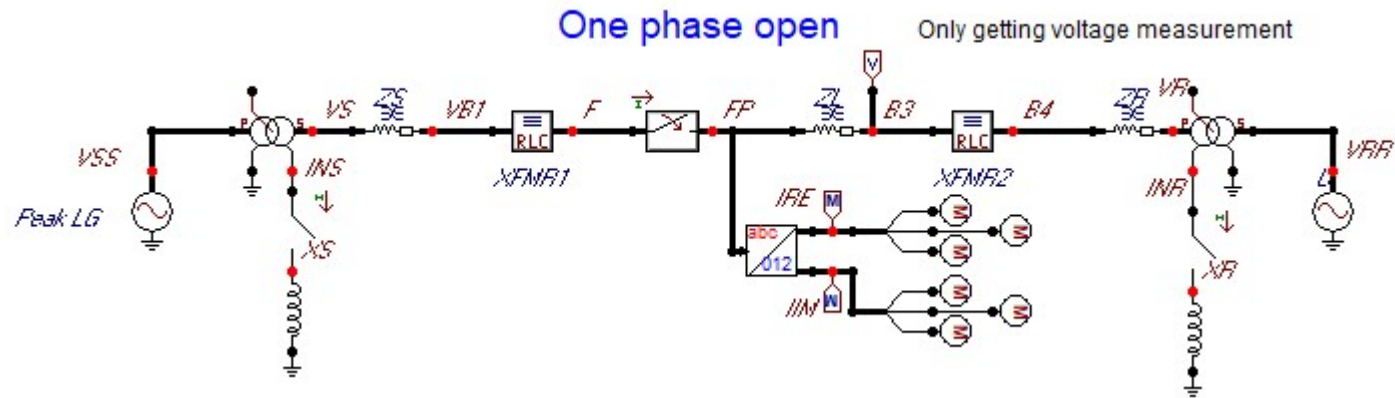 One phase open
Only getting voltage measurement
V
VS ZS VB1 F I FP ZL B3 B4 ZR VR
P S
RLC
RLC
P S
VSS
INS
XFMR1
XFMR2
INR
VRR
U
Peak LG
I
XS
IRE
M
abc
012
M
M
M
IIM
M
M
M
M
I
XR